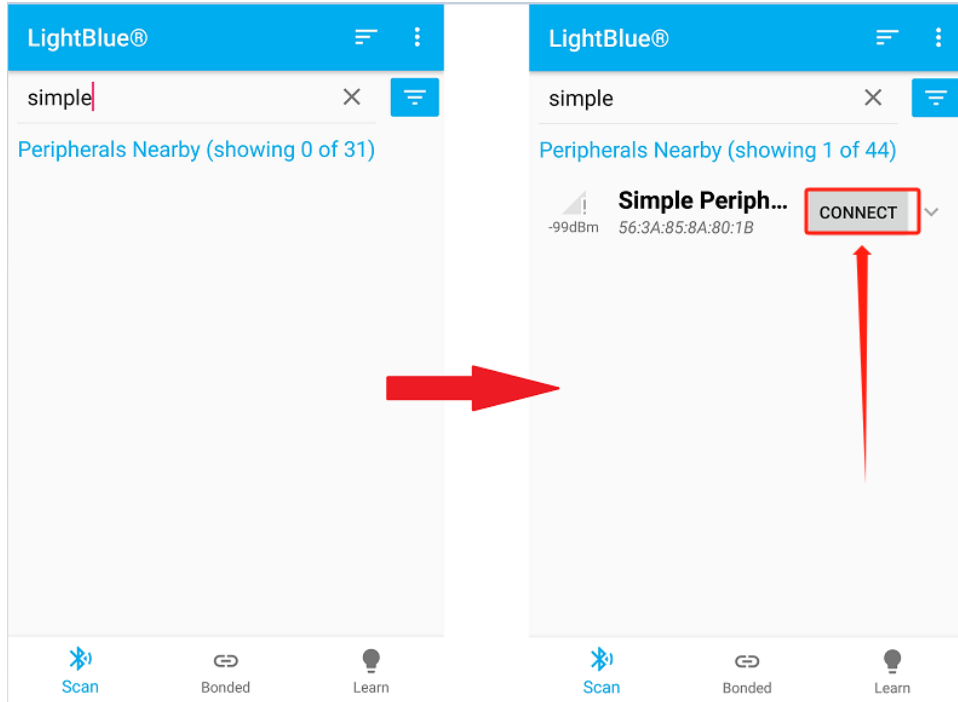 LightBlue®
simple
Peripherals Nearby (showing 0 of 31)
Scan
Bonded
Learn
LightBlue®
simple
Peripherals Nearby (showing 1 of 44)
Simple Periph...
CONNECT
-99dBm
56:3A:85:8A:80:1B
Scan
Bonded
Learn